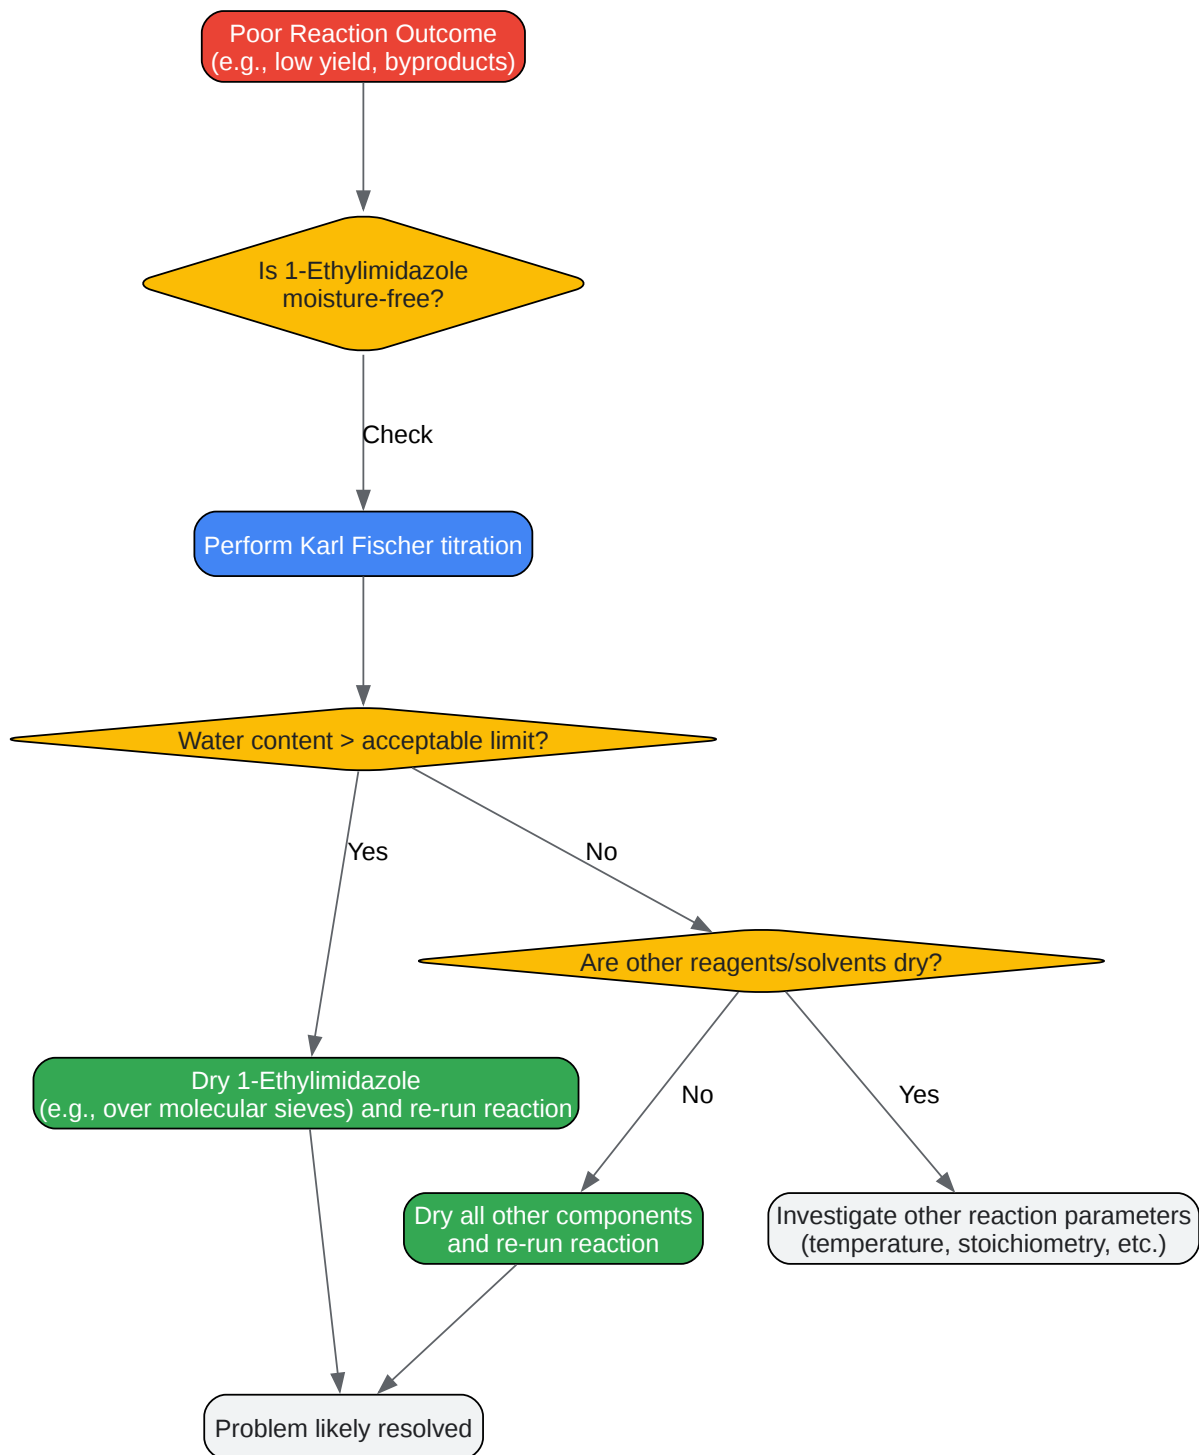 Poor Reaction Outcome
(e.g., low yield, byproducts)
Is 1-Ethylimidazole
moisture-free?
Check
Perform Karl Fischer titration
Water content > acceptable limit?
Yes
No
Are other reagents/solvents dry?
Dry 1-Ethylimidazole
(e.g., over molecular sieves) and re-run reaction
No
Yes
Dry all other components
and re-run reaction
Investigate other reaction parameters
(temperature, stoichiometry, etc.)
Problem likely resolved